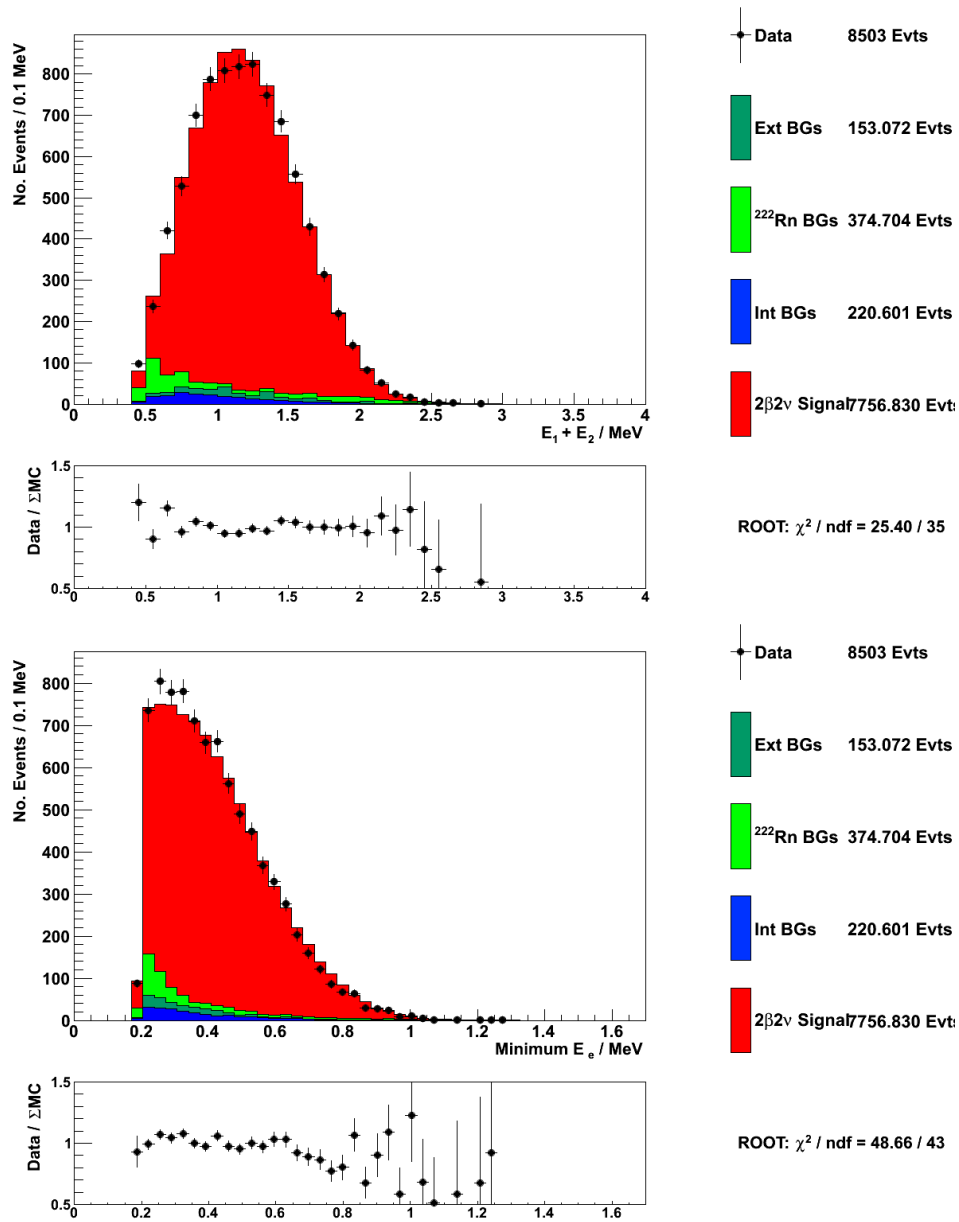 No. Events / 0.1 MeV
800
700
600
500
400
300
200
100
0
0 0.5 1 1.5 2 2.5 3 3.5 4
E₁ + E₂ / MeV
Data 8503 Evts
Ext BGs 153.072 Evts
²²²Rn BGs 374.704 Evts
Int BGs 220.601 Evts
2β2ν Signal 7756.830 Evts
Data / ΣMC
1.5
1
0.5
0 0.5 1 1.5 2 2.5 3 3.5 4
ROOT: χ² / ndf = 25.40 / 35
No. Events / 0.1 MeV
800
700
600
500
400
300
200
100
0
0 0.2 0.4 0.6 0.8 1 1.2 1.4 1.6
Minimum E e / MeV
Data 8503 Evts
Ext BGs 153.072 Evts
²²²Rn BGs 374.704 Evts
Int BGs 220.601 Evts
2β2ν Signal 7756.830 Evts
Data / ΣMC
1.5
1
0.5
0 0.2 0.4 0.6 0.8 1 1.2 1.4 1.6
ROOT: χ² / ndf = 48.66 / 43